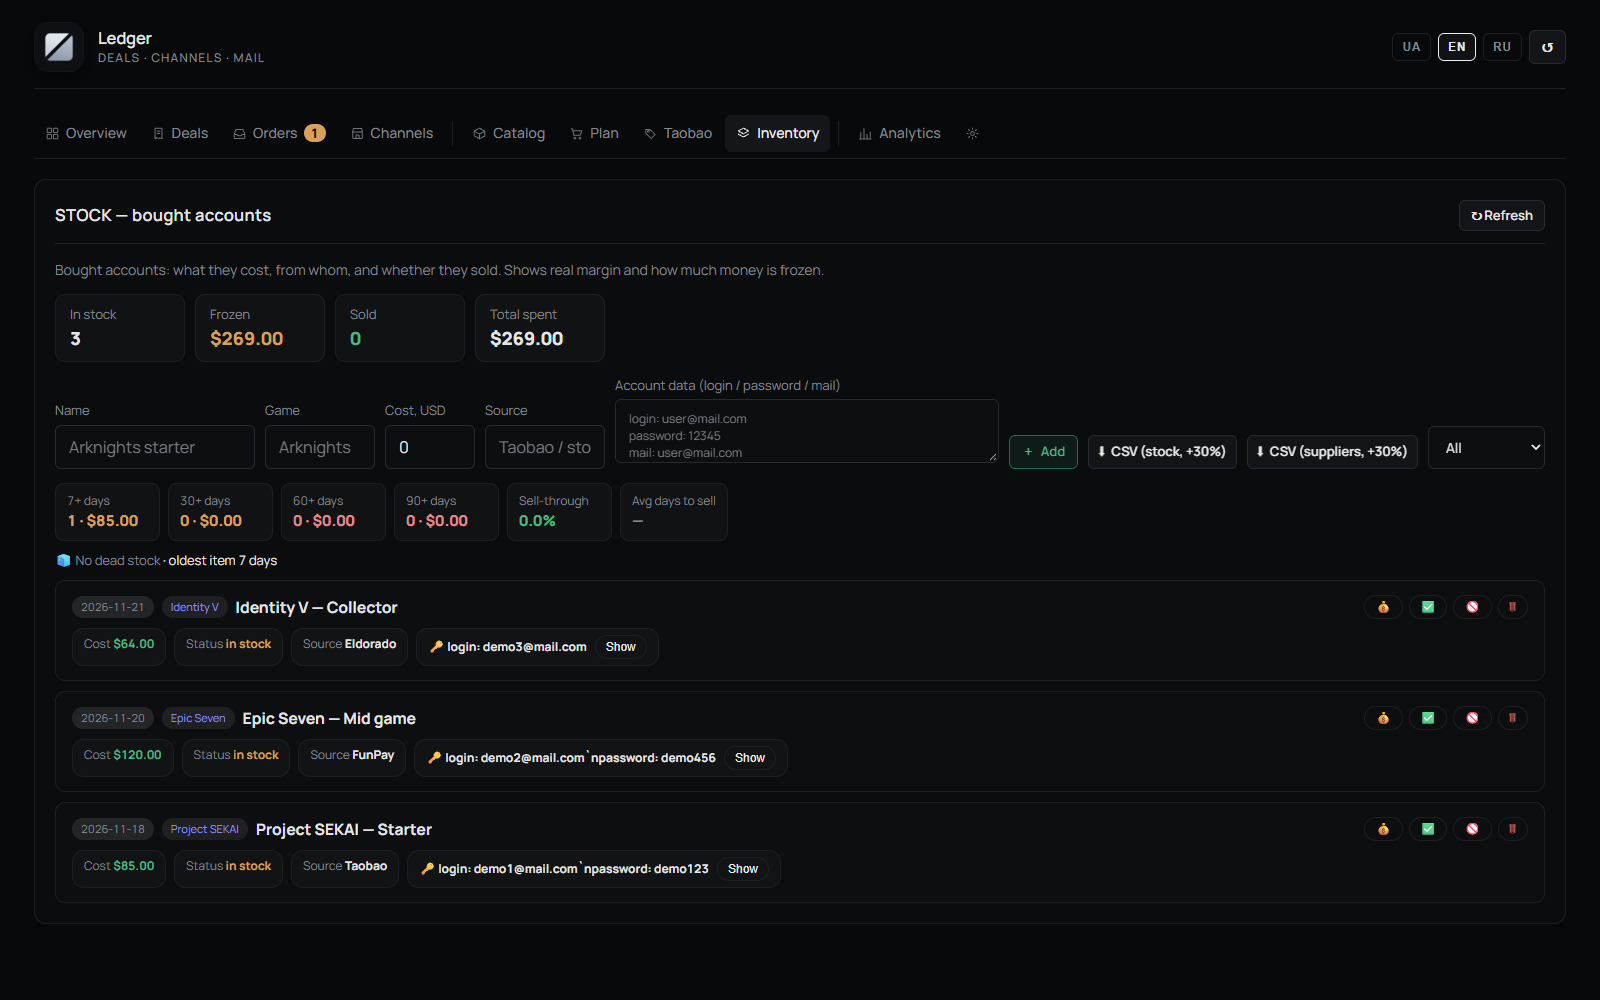 Ledger
DEALS · CHANNELS · MAIL
UA EN RU
Overview Deals Orders 1 Channels Catalog Plan Taobao Inventory Analytics
STOCK — bought accounts
↻ Refresh
Bought accounts: what they cost, from whom, and whether they sold. Shows real margin and how much money is frozen.
In stock
3
Frozen
$269.00
Sold
0
Total spent
$269.00
Name
Arknights starter
Game
Arknights
Cost, USD
0
Source
Taobao / sto
Account data (login / password / mail)
login: user@mail.com
password: 12345
mail: user@mail.com
+ Add
⬇ CSV (stock, +30%)
⬇ CSV (suppliers, +30%)
All
7+ days
1 · $85.00
30+ days
0 · $0.00
60+ days
0 · $0.00
90+ days
0 · $0.00
Sell-through
0.0%
Avg days to sell
—
🧊 No dead stock · oldest item 7 days
2026-11-21 Identity V Identity V — Collector
Cost $64.00 Status in stock Source Eldorado 🔑 login: demo3@mail.com Show
2026-11-20 Epic Seven Epic Seven — Mid game
Cost $120.00 Status in stock Source FunPay 🔑 login: demo2@mail.com`npassword: demo456 Show
2026-11-18 Project SEKAI Project SEKAI — Starter
Cost $85.00 Status in stock Source Taobao 🔑 login: demo1@mail.com`npassword: demo123 Show